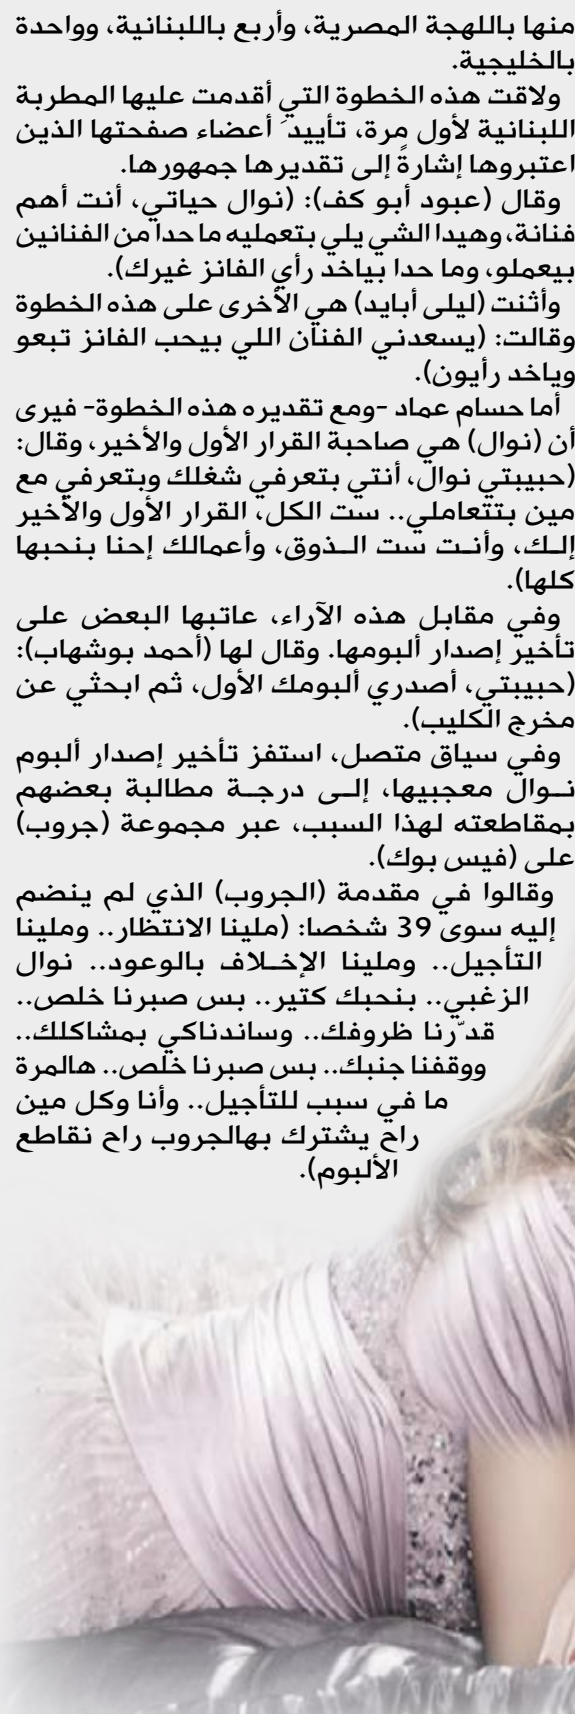 منها باللهجة المصرية، وأربع باللبنانية، وواحدة
بالخليجية.
ولاقت هذه الخطوة التي أقدمت عليها المطربة
اللبنانية لأول مرة، تأييدَ أعضاء صفحتها الذين
اعتبروها إشارةً إلى تقديرها جمهورها.
وقال (عبود أبو كف): (نوال حياتي، أنت أهم
فنانة، وهيدا الشي يلي بتعمليه ما حدا من الفنانين
بيعملو، وما حدا بياخد رأي الفانز غيرك).
وأثنت (ليلى أبايد) هي الأخرى على هذه الخطوة
وقالت: (يسعدني الفنان اللي بيحب الفانز تبعو
وياخد رأيون).
أما حسام عماد -ومع تقديره هذه الخطوة- فيرى
أن (نوال) هي صاحبة القرار الأول والأخير، وقال:
(حبيبتي نوال، أنتي بتعرفي شغلك وبتعرفي مع
مين بتتعاملي.. ست الكل، القرار الأول والأخير
إلك، وأنت ست الذوق، وأعمالك إحنا بنحبها
كلها).
وفي مقابل هذه الآراء، عاتبها البعض على
تأخير إصدار ألبومها. وقال لها (أحمد بوشهاب):
(حبيبتي، أصدري ألبومك الأول، ثم ابحثي عن
مخرج الكليب).
وفي سياق متصل، استفز تأخير إصدار ألبوم
نوال معجبيها، إلى درجة مطالبة بعضهم
بمقاطعته لهذا السبب، عبر مجموعة (جروب)
على (فيس بوك).
وقالوا في مقدمة (الجروب) الذي لم ينضم
إليه سوى 39 شخصا: (ملينا الانتظار.. وملينا
التأجيل.. وملينا الإخلاف بالوعود.. نوال
الزغبي.. بنحبك كتير.. بس صبرنا خلص..
قدّرنا ظروفك.. وساندناكي بمشاكلك..
ووقفنا جنبك.. بس صبرنا خلص.. هالمرة
ما في سبب للتأجيل.. وأنا وكل مين
راح يشترك بهالجروب راح نقاطع
الألبوم).